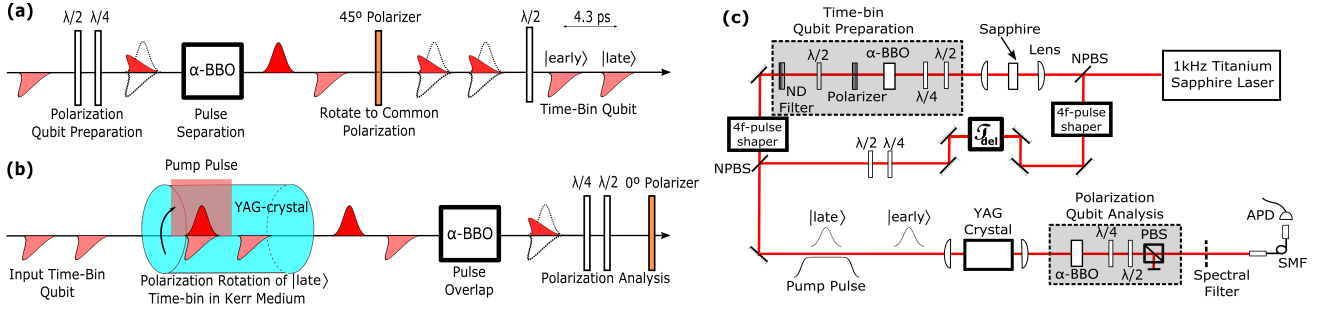 (a)
λ/2
λ/4
45º Polarizer
λ/2
4.3 ps
α-BBO
|early⟩
|late⟩
Polarization
Qubit Preparation
Pulse
Separation
Rotate to Common
Polarization
Time-Bin Qubit
(b)
Pump Pulse
YAG-crystal
λ/4
λ/2
0º Polarizer
α-BBO
Input Time-Bin
Qubit
Polarization Rotation of |late⟩
Time-bin in Kerr Medium
Pulse
Overlap
Polarization Analysis
(c)
Time-bin
Qubit Preparation
Sapphire
Lens
NPBS
1kHz Titanium
Sapphire Laser
λ/2
α-BBO
λ/2
ND
Filter
Polarizer
λ/4
4f-pulse
shaper
4f-pulse
shaper
𝒯del
λ/2
λ/4
NPBS
|late⟩
|early⟩
YAG
Crystal
Polarization
Qubit Analysis
λ/4
PBS
APD
α-BBO
λ/2
Pump Pulse
Spectral
Filter
SMF